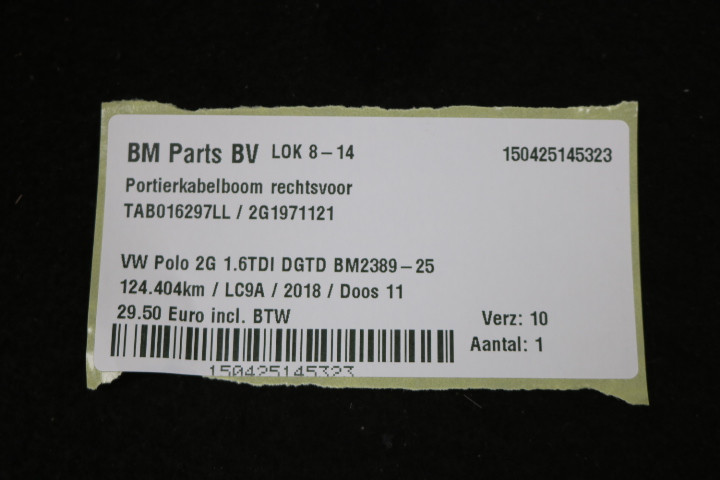 BM Parts BV LOK 8-14 150425145323
Portierkabelboom rechtsvoor
TAB016297LL / 2G1971121
VW Polo 2G 1.6TDI DGTD BM2389-25
124.404km / LC9A / 2018 / Doos 11
29.50 Euro incl. BTW Verz: 10
Aantal: 1
150425145323